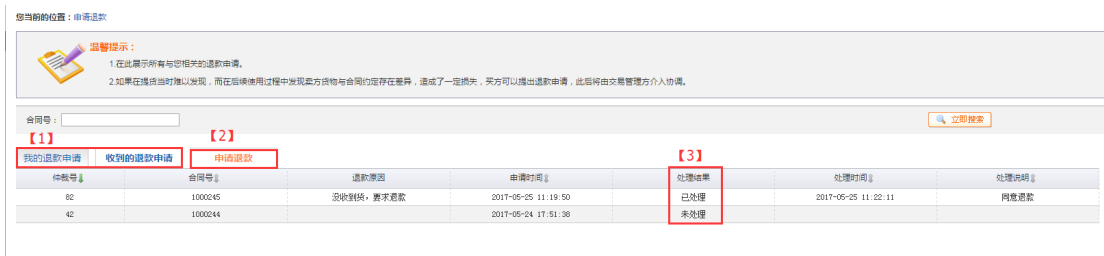 您当前的位置：申请退款
温馨提示：
1.在此展示所有与您相关的退款申请。
2.如果在提货当时难以发现，而在后续使用过程中发现卖方货物与合同约定存在差异，造成了一定损失，买方可以提出退款申请，此后将由交易管理方介入协调。
合同号： 立即搜索
【1】 【2】 【3】
我的退款申请 收到的退款申请 申请退款
仲裁号 合同号 退款原因 申请时间 处理结果 处理时间 处理说明
82 1000245 没收到货，要求退款 2017-05-25 11:19:50 已处理 2017-05-25 11:22:11 同意退款
42 1000244 2017-05-24 17:51:38 未处理